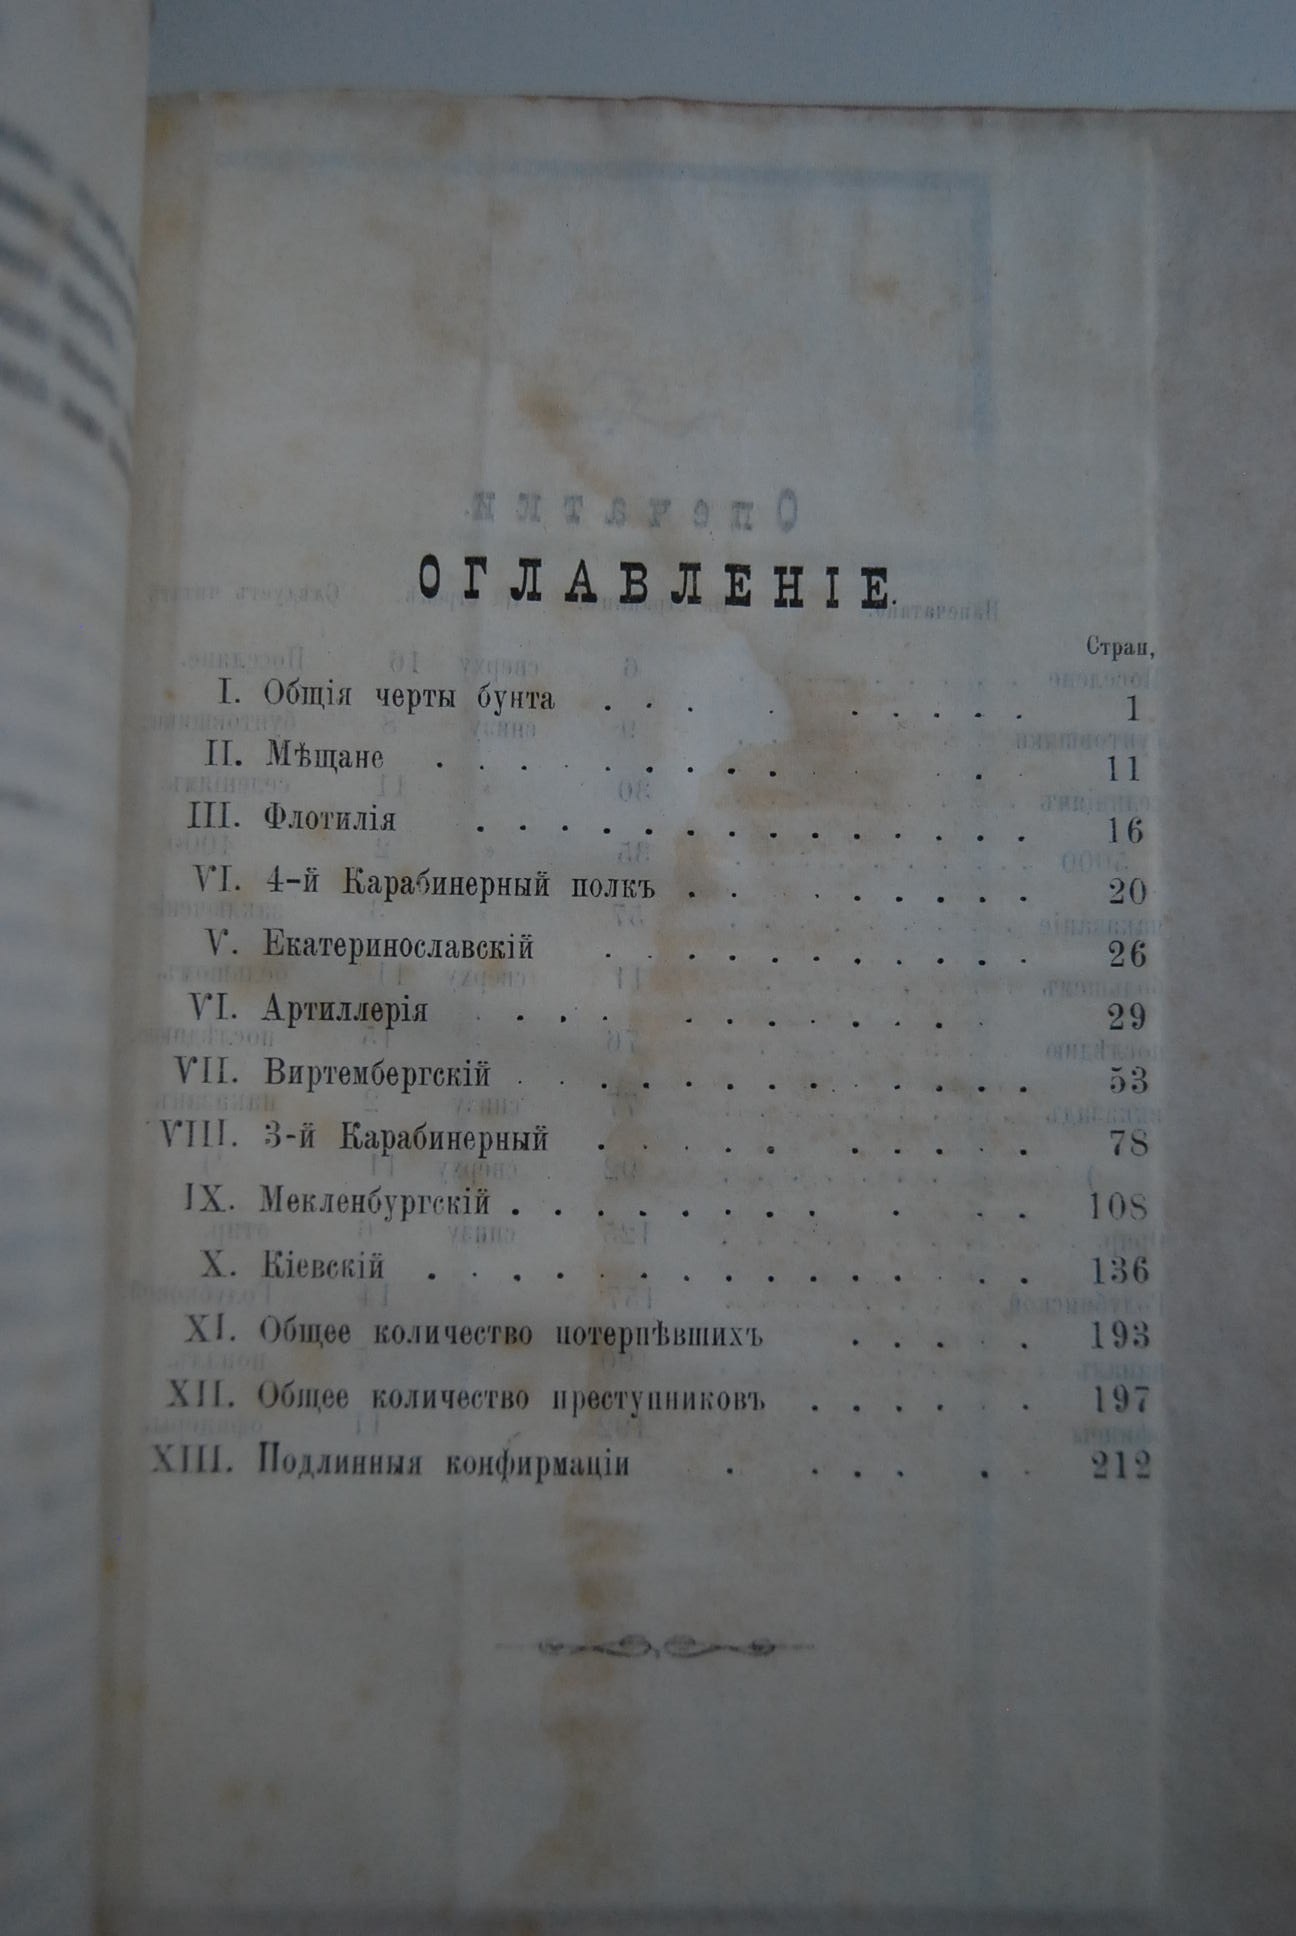 ОГЛАВЛЕНІЕ.
Стран,
I. Общія черты бунта 1
II. Мѣщане 11
III. Флотилія 16
VI. 4-й Карабинерный полкъ 20
V. Екатеринославскій 26
VI. Артиллерія 29
VII. Виртембергскій 53
VIII. 3-й Карабинерный 78
IX. Мекленбургскій 108
X. Кіевскій 136
XI. Общее количество потерпѣвшихъ 193
XII. Общее количество преступниковъ 197
XIII. Подлинныя конфирмаціи 212